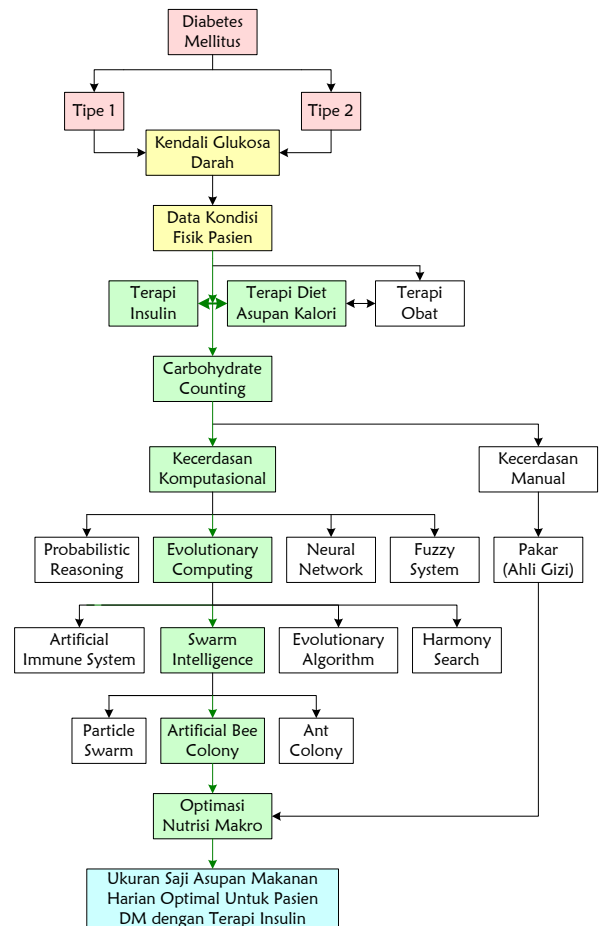 Diabetes
Mellitus
Tipe 1
Tipe 2
Kendali Glukosa
Darah
Data Kondisi
Fisik Pasien
Terapi
Insulin
Terapi Diet
Asupan Kalori
Terapi
Obat
Carbohydrate
Counting
Kecerdasan
Komputasional
Kecerdasan
Manual
Probabilistic
Reasoning
Evolutionary
Computing
Neural
Network
Fuzzy
System
Pakar
(Ahli Gizi)
Artificial
Immune System
Swarm
Intelligence
Evolutionary
Algorithm
Harmony
Search
Particle
Swarm
Artificial Bee
Colony
Ant
Colony
Optimasi
Nutrisi Makro
Ukuran Saji Asupan Makanan
Harian Optimal Untuk Pasien
DM dengan Terapi Insulin